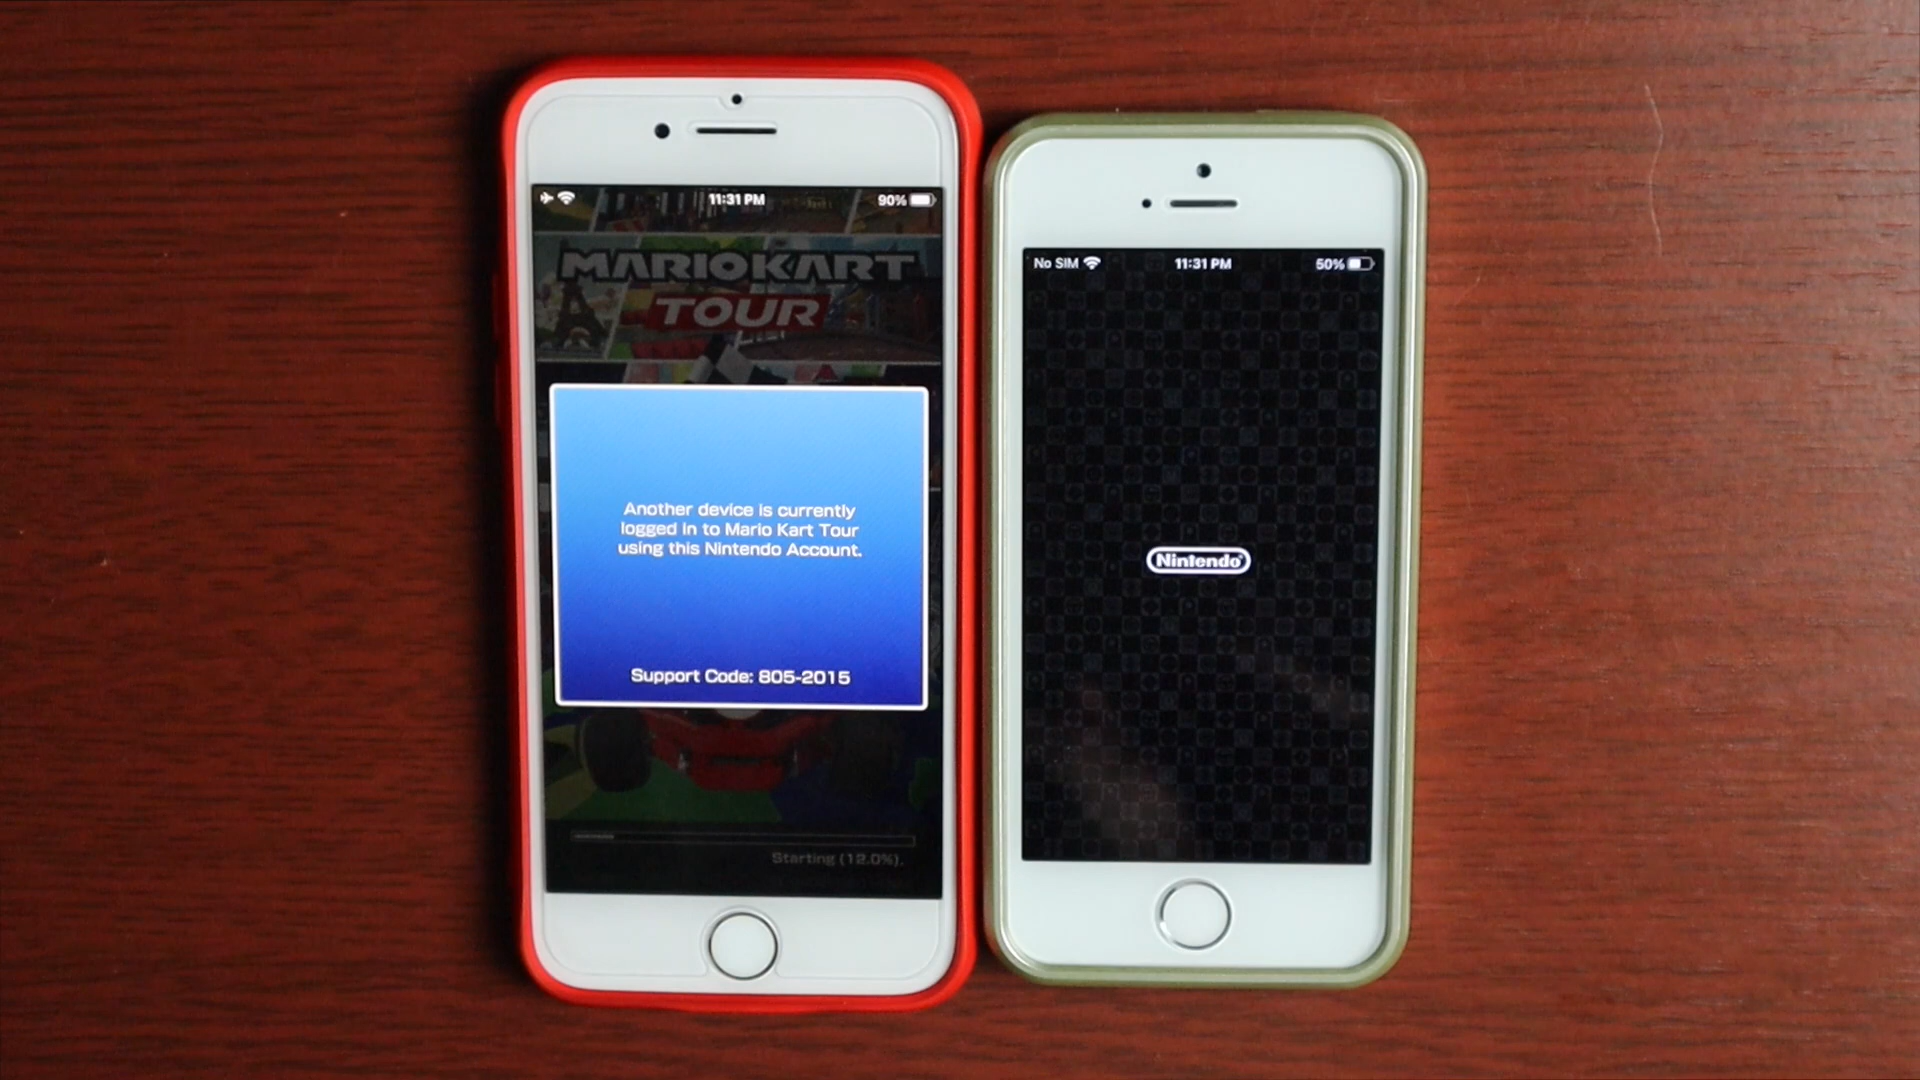 11:31 PM
90%
MARIOKART
TOUR
Another device is currently
logged in to Mario Kart Tour
using this Nintendo Account.
Support Code: 805-2015
Starting (12.0%).
No SIM
11:31 PM
50%
Nintendo